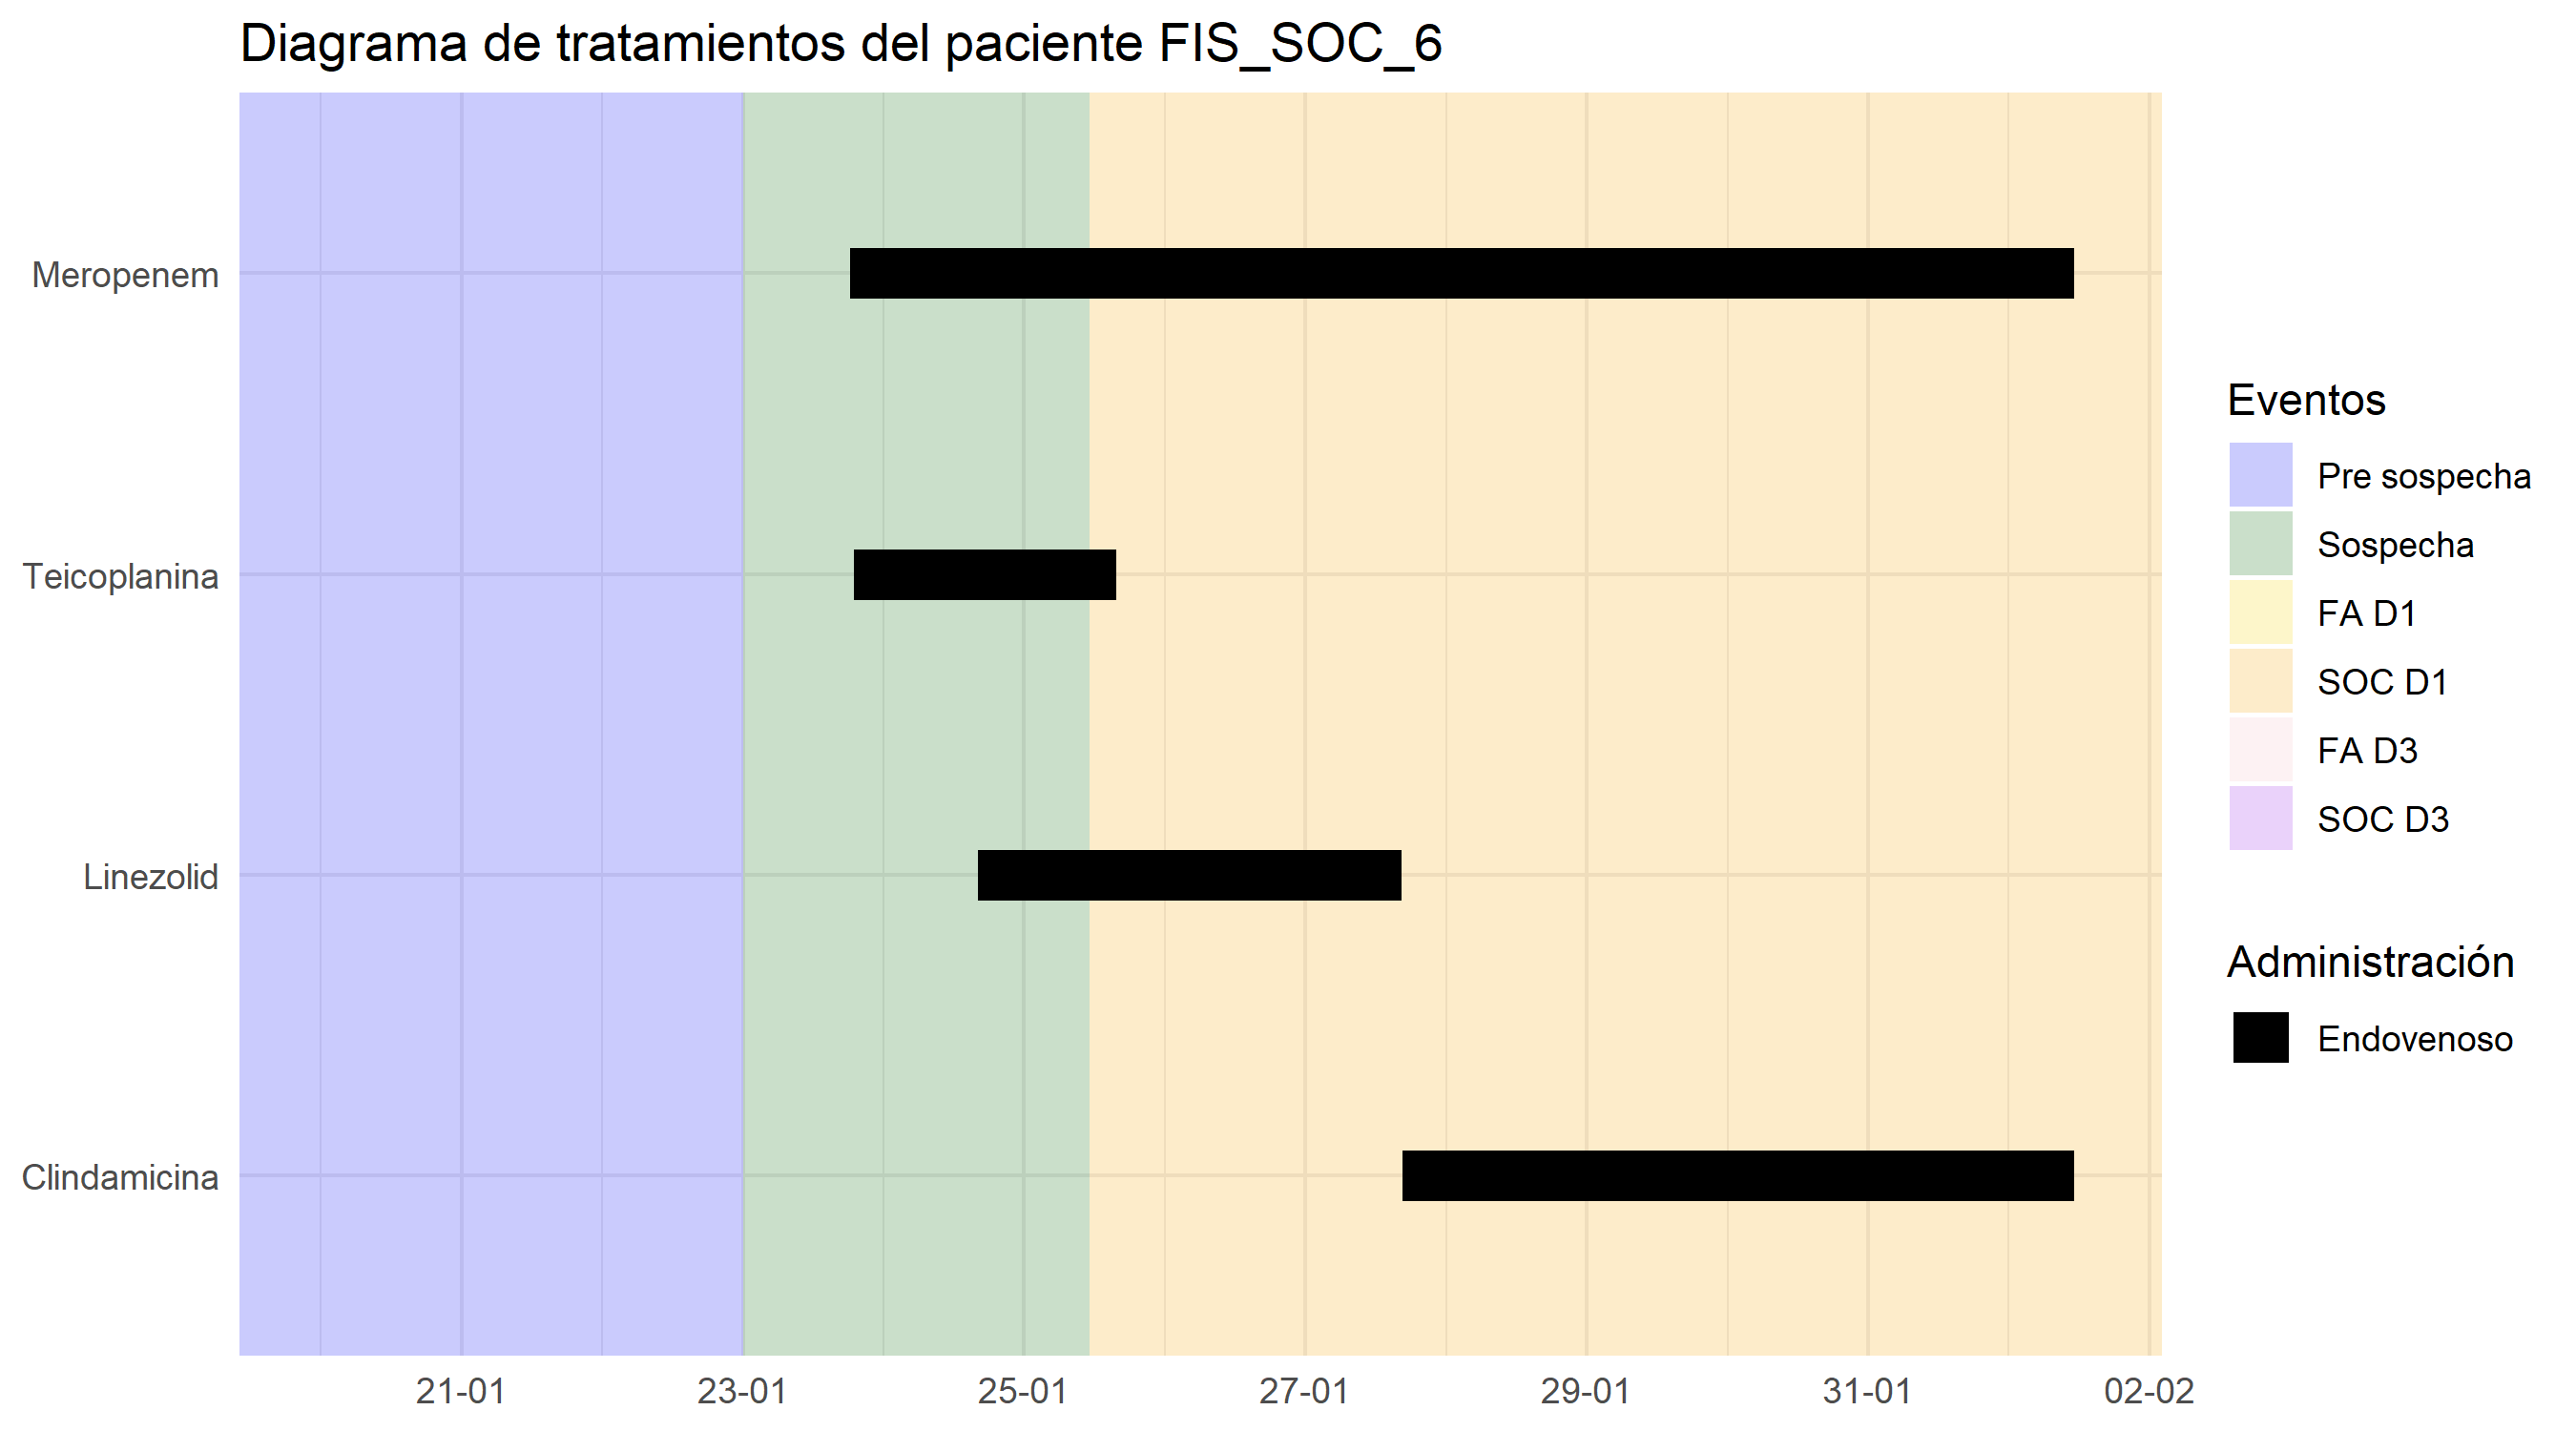 Diagrama de tratamientos del paciente FIS_SOC_6
Meropenem
Teicoplanina
Linezolid
Clindamicina
21-01
23-01
25-01
27-01
29-01
31-01
02-02
Eventos
Pre sospecha
Sospecha
FA D1
SOC D1
FA D3
SOC D3
Administración
Endovenoso